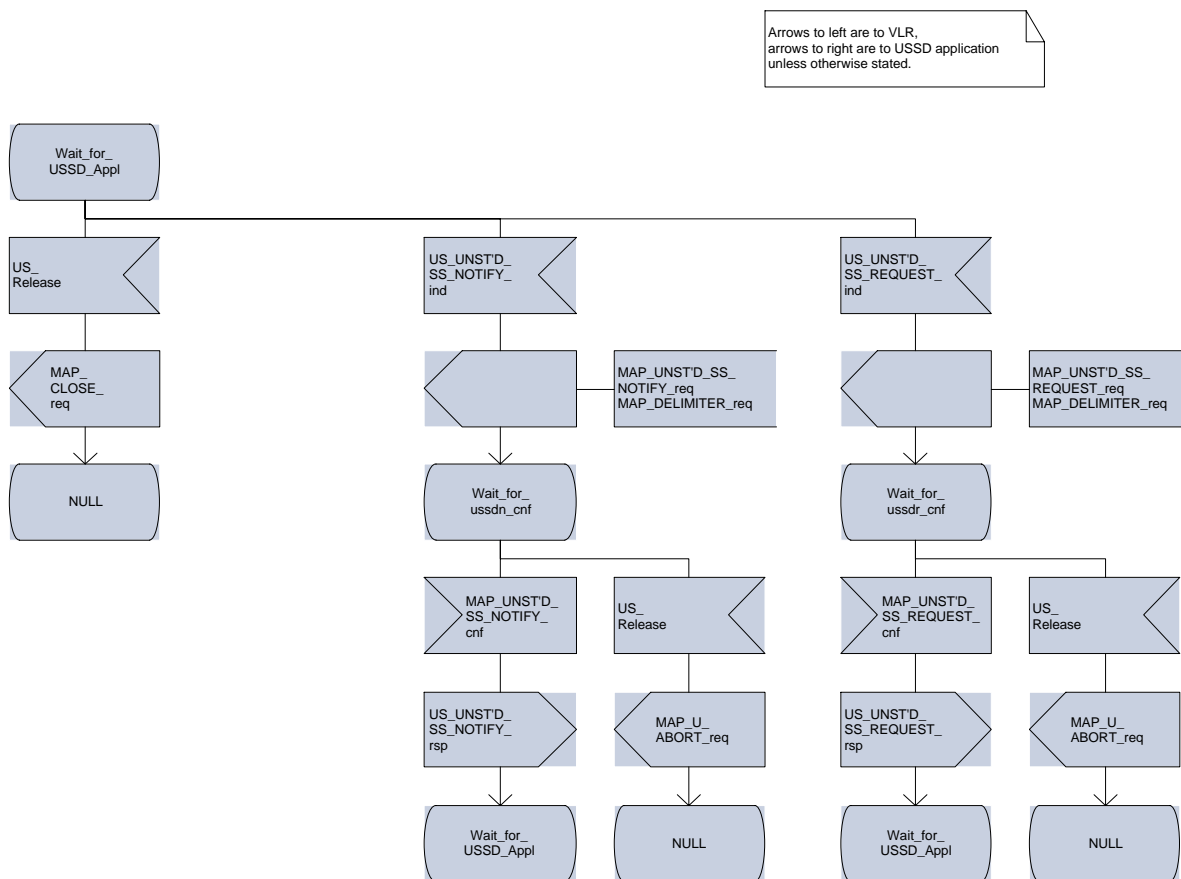 Arrows to left are to VLR,
arrows to right are to USSD application
unless otherwise stated.
Wait_for_
USSD_Appl
US_
Release
US_UNST'D_
SS_NOTIFY_
ind
US_UNST'D_
SS_REQUEST_
ind
MAP_
CLOSE_
req
MAP_UNST'D_SS_
NOTIFY_req
MAP_DELIMITER_req
MAP_UNST'D_SS_
REQUEST_req
MAP_DELIMITER_req
NULL
Wait_for_
ussdn_cnf
Wait_for_
ussdr_cnf
MAP_UNST'D_
SS_NOTIFY_
cnf
US_
Release
MAP_UNST'D_
SS_REQUEST_
cnf
US_
Release
US_UNST'D_
SS_NOTIFY_
rsp
MAP_U_
ABORT_req
US_UNST'D_
SS_REQUEST_
rsp
MAP_U_
ABORT_req
Wait_for_
USSD_Appl
NULL
Wait_for_
USSD_Appl
NULL